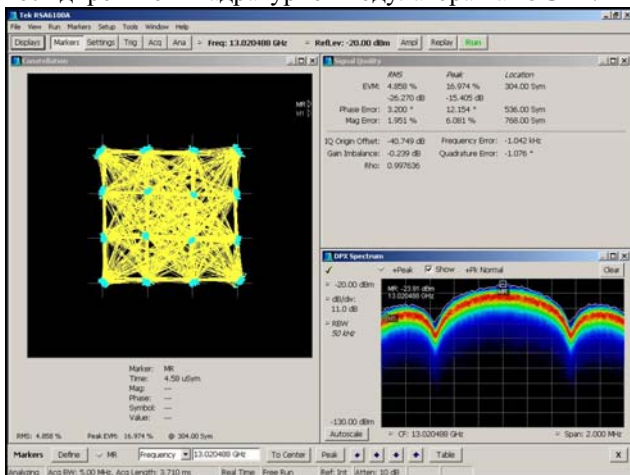 Tek RSA6100A
File View Run Markers Setup Tools Window Help
Displays Markers Settings Trig Acq Ana Freq: 13.020488 GHz RefLev: -20.00 dBm Ampl Replay Run
Constellation
MR
M1
Marker: MR
Time: 4.58 uSym
Mag: ---
Phase: ---
Symbol: ---
Value: ---
RMS: 4.858 % Peak EVM: 16.974 % @ 304.00 Sym
Signal Quality
RMS Peak Location
EVM: 4.858 % 16.974 % 304.00 Sym
-26.270 dB -15.405 dB
Phase Error: 3.200 ° 12.154 ° 536.00 Sym
Mag Error: 1.951 % 6.081 % 768.00 Sym
IQ Origin Offset: -40.749 dB Frequency Error: -1.042 kHz
Gain Imbalance: -0.239 dB Quadrature Error: -1.076 °
Rho: 0.997636
DPX Spectrum
+Peak Show +Pk Normal Clear
-20.00 dBm
dB/div:
11.0 dB
RBW
50 kHz
MR: -23.91 dBm
13.020488 GHz
-130.00 dBm
Autoscale CF: 13.020488 GHz Span: 2.000 MHz
Markers Define MR Frequency 13.020488 GHz To Center Peak Table X
Analyzing Acq BW: 5.00 MHz, Acq Length: 3.710 ms Real Time Free Run Ref: Int Atten: 10 dB